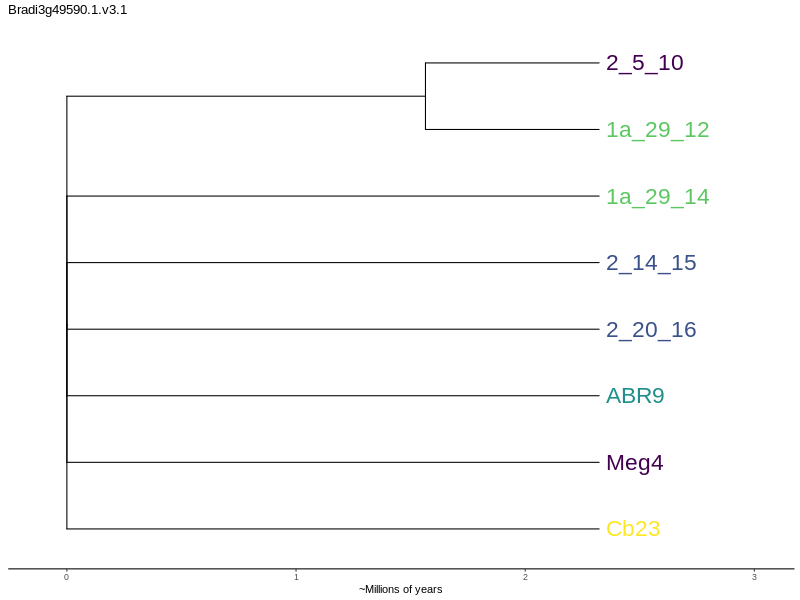 Bradi3g49590.1.v3.1
2_5_10
1a_29_12
1a_29_14
2_14_15
2_20_16
ABR9
Meg4
Cb23
0 1 2 3
~Millions of years